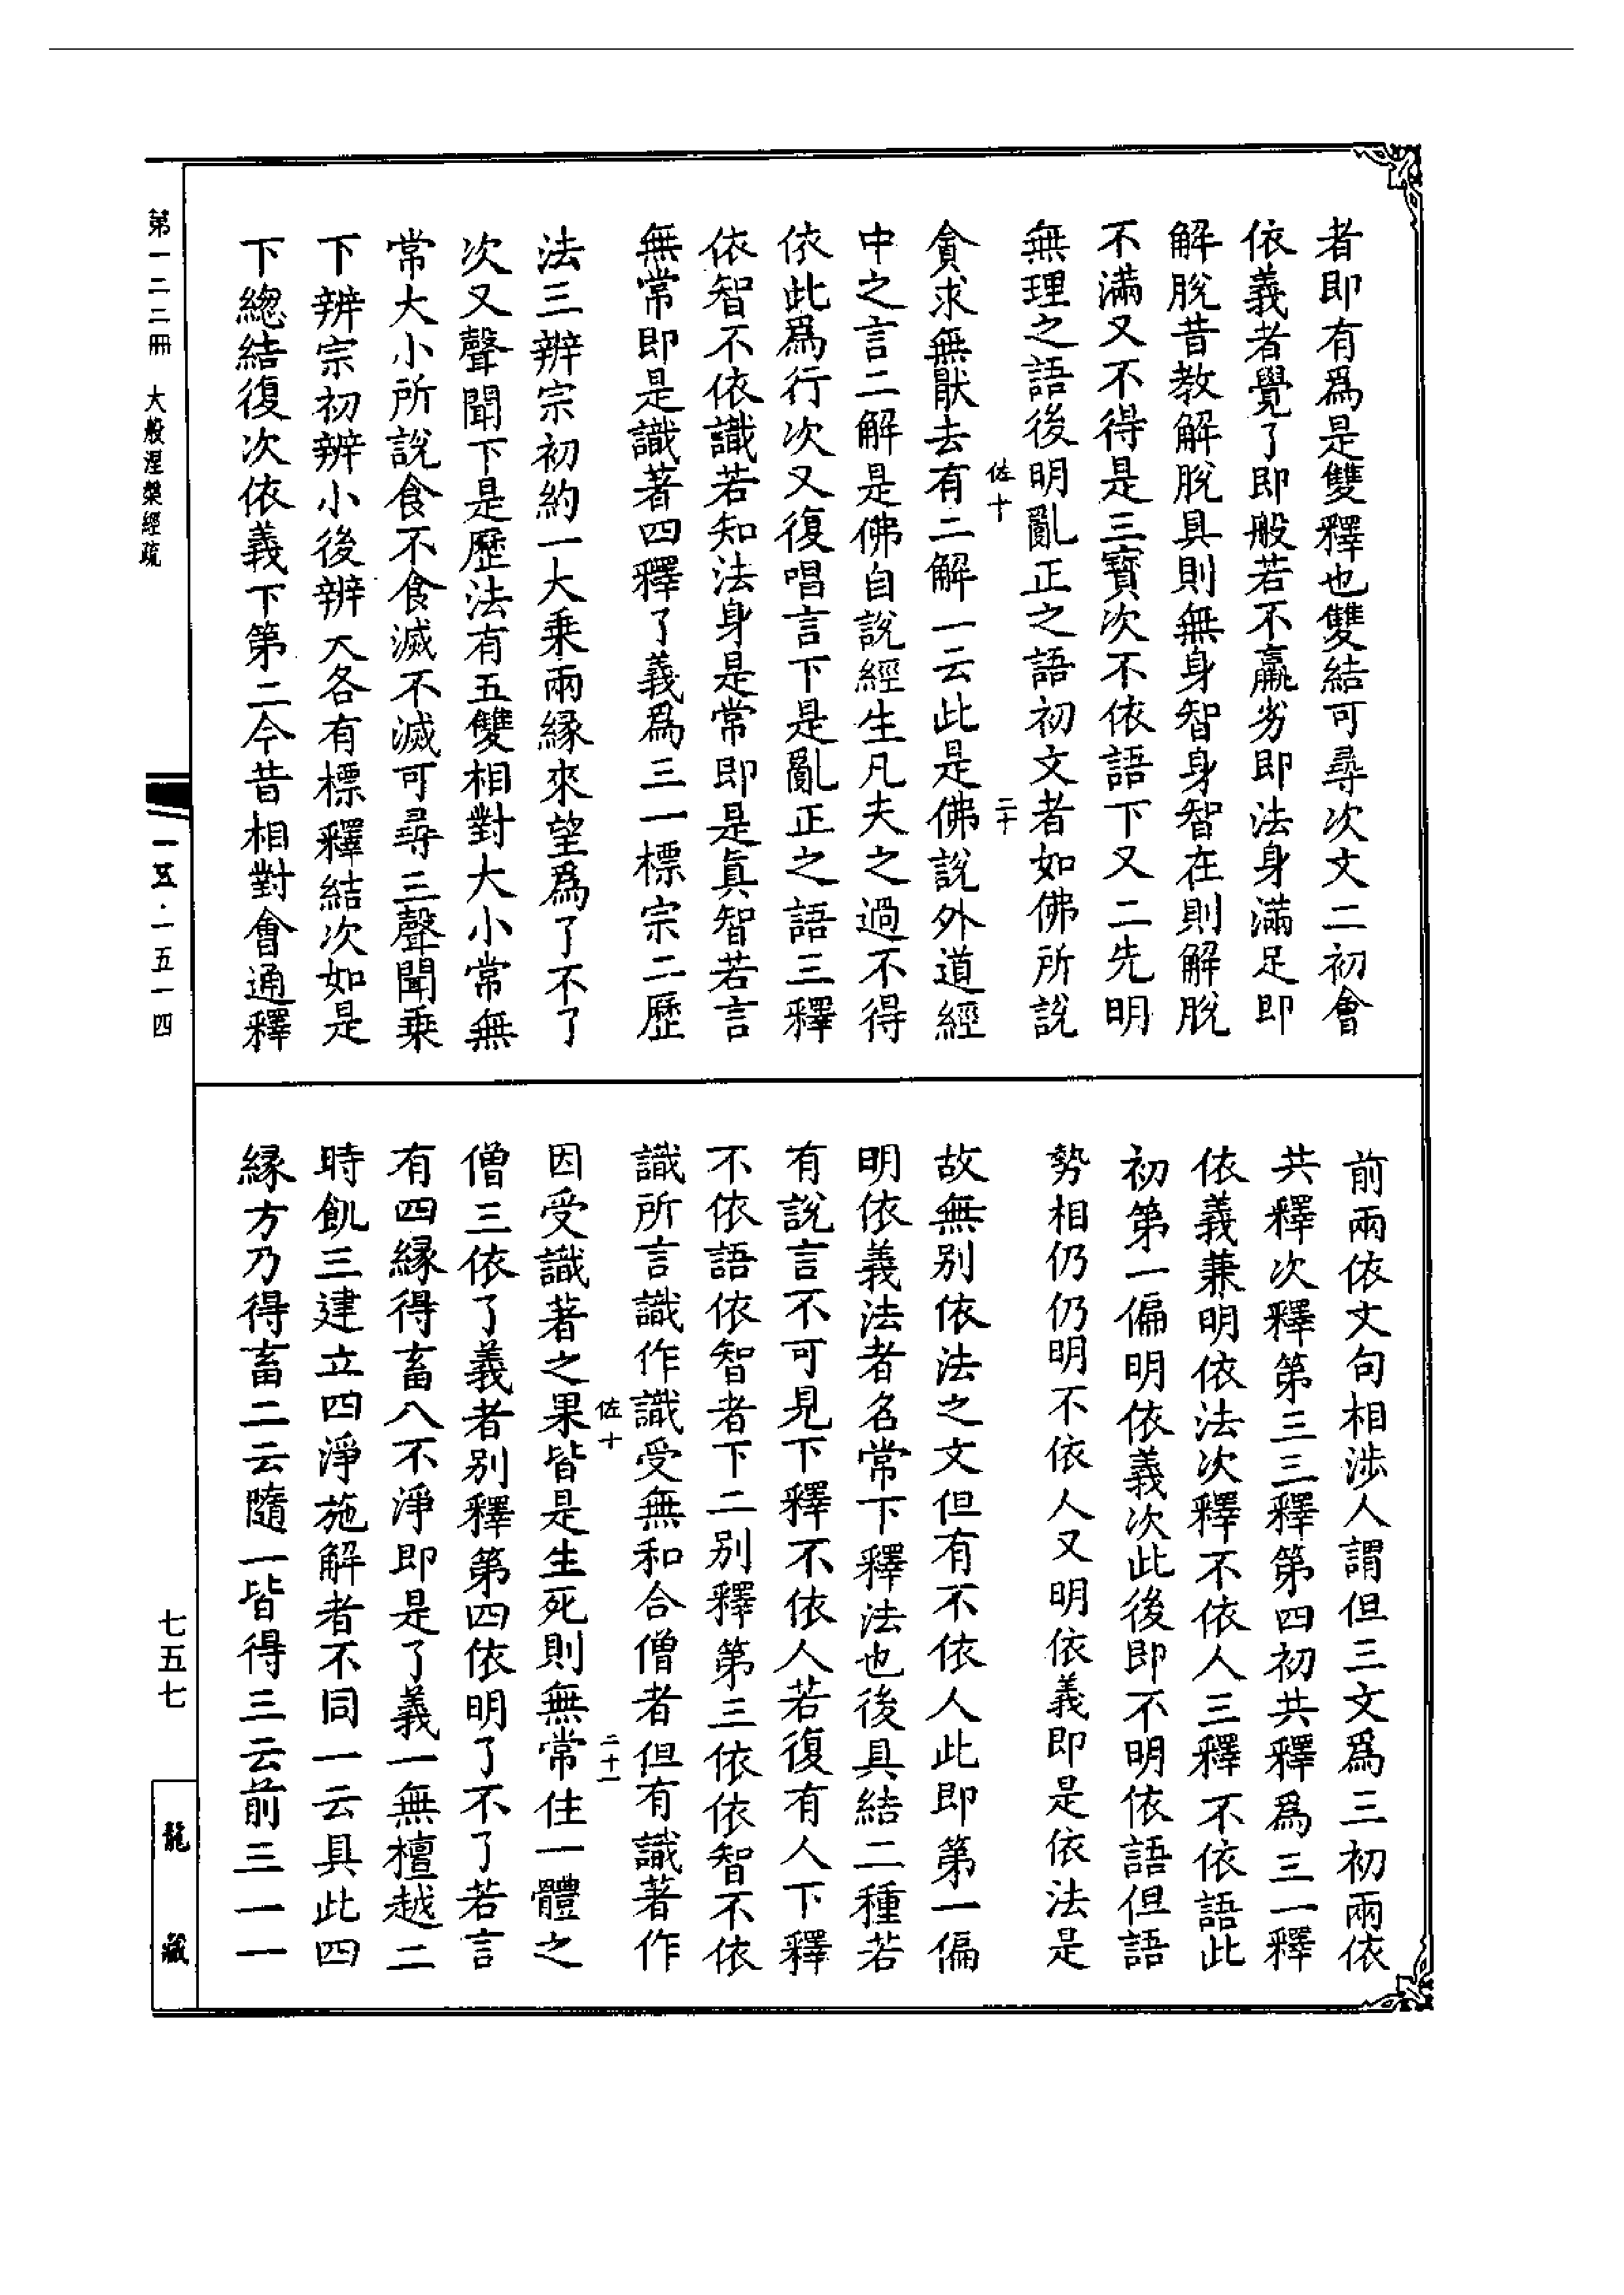 者即有爲是雙釋也雙結可尋次文二初會
依義者覺了即般若不羸劣即法身滿足即
解脫昔教解脫具則無身智身智在則解脫
不滿又不得是三寶次不依語下又二先明
無理之語後明亂正之語初文者如佛所說
佐十 二十
貪求無猒去有二解一云此是佛說外道經
中之言二解是佛自說經生凡夫之過不得
依此爲行次又復唱言下是亂正之語三釋
依智不依識若知法身是常即是真智若言
無常即是識著四釋了義爲三一標宗二歷
法三辨宗初約一大乗兩緣來望爲了不了
次又聲聞下是歷法有五雙相對大小常無
常大小所說食不食滅不滅可尋三聲聞乗
下辨宗初辨小後辨大各有標釋結次如是
下總結復次依義下第二今昔相對會通釋
前兩依文句相涉人謂但三文爲三初兩依
共釋次釋第三三釋第四初共釋爲三一釋
依義兼明依法次釋不依人三釋不依語此
初第一偏明依義次此後即不明依語但語
勢相仍仍明不依人又明依義即是依法是
故無別依法之文但有不依人此即第一偏
明依義法者名常下釋法也後具結二種若
有說言不可見下釋不依人若復有人下釋
不依語依智者下二別釋第三依依智不依
識所言識作識受無和合僧者但有識著作
佐十 二十一
因受識著之果皆是生死則無常住一體之
僧三依了義者別釋第四依明了不了若言
有四緣得畜八不淨即是了義一無檀越二
時飢三建立四淨施解者不同一云具此四
緣方乃得畜二云隨一皆得三云前三一一
第一二二冊 大般涅槃經疏
一五·一五一四
七五七
龍藏